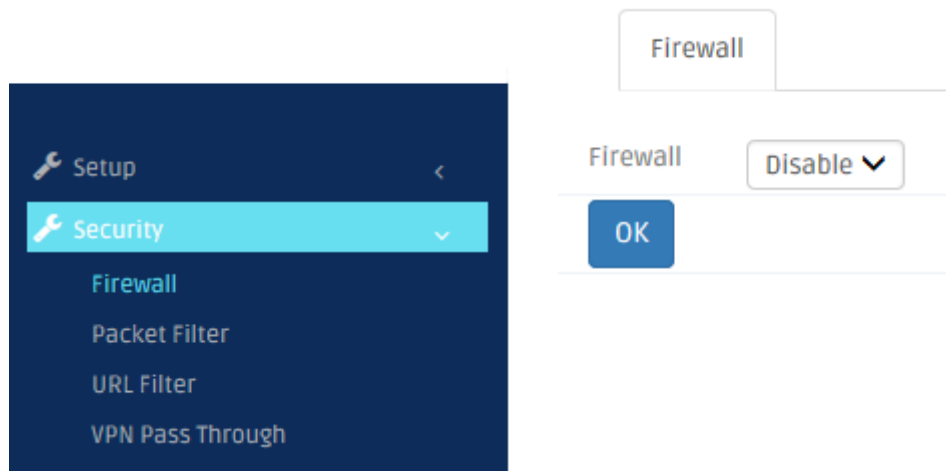 Setup
Security
Firewall
Packet Filter
URL Filter
VPN Pass Through
Firewall
Firewall Disable
OK